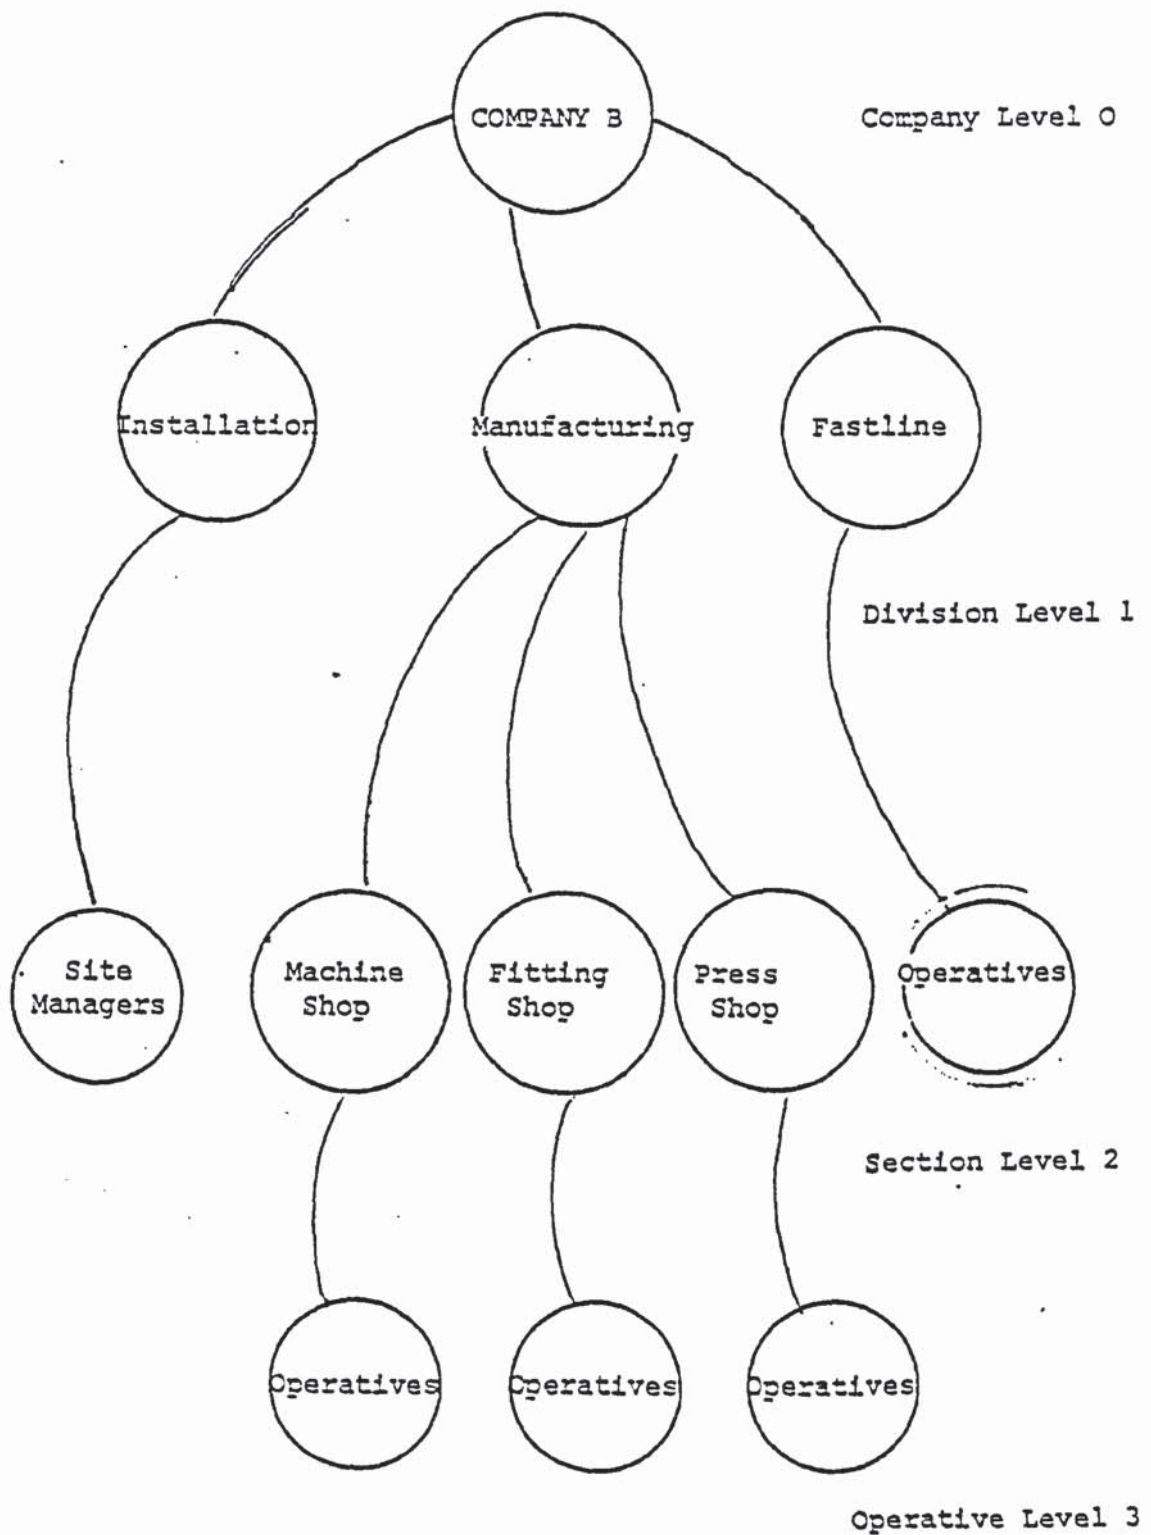 COMPANY B
Company Level 0
Installation
Manufacturing
Fastline
Division Level 1
Site
Managers
Machine
Shop
Fitting
Shop
Press
Shop
Operatives
Section Level 2
Operatives
Operatives
Operatives
Operative Level 3